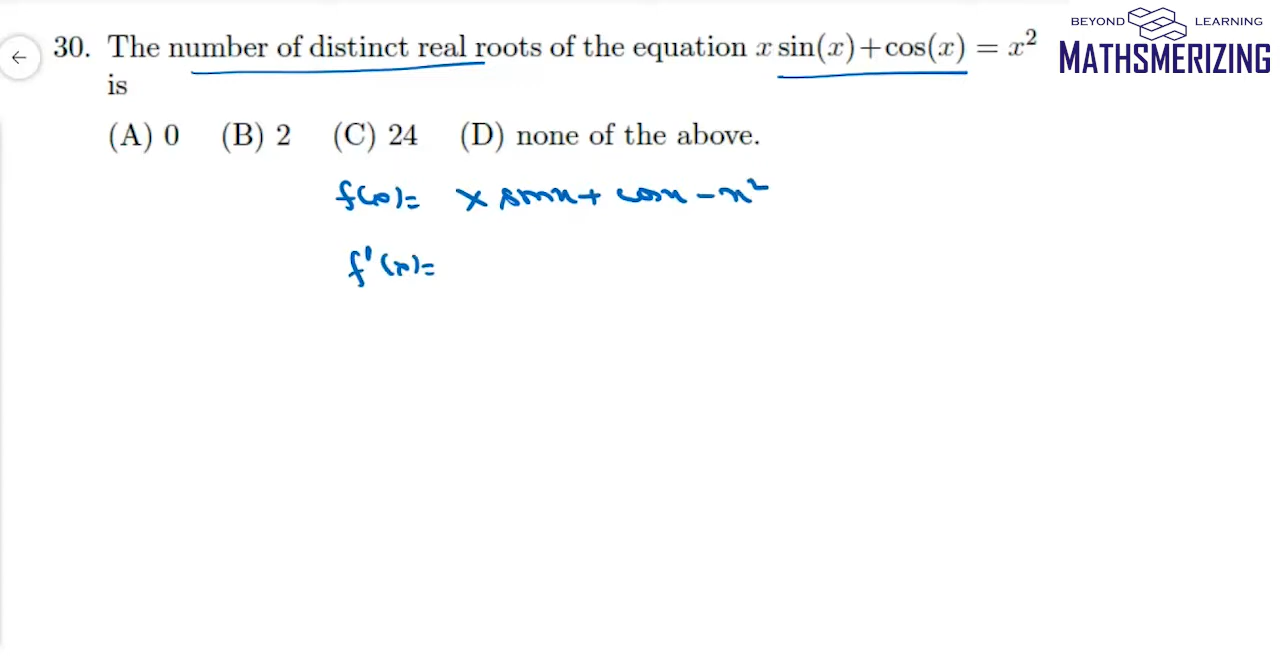 BEYOND LEARNING
MATHSMERIZING
30. The number of distinct real roots of the equation x sin(x)+cos(x) = x²
is
(A) 0 (B) 2 (C) 24 (D) none of the above.
f(x)= x sinx + cosx - x²
f'(x)=